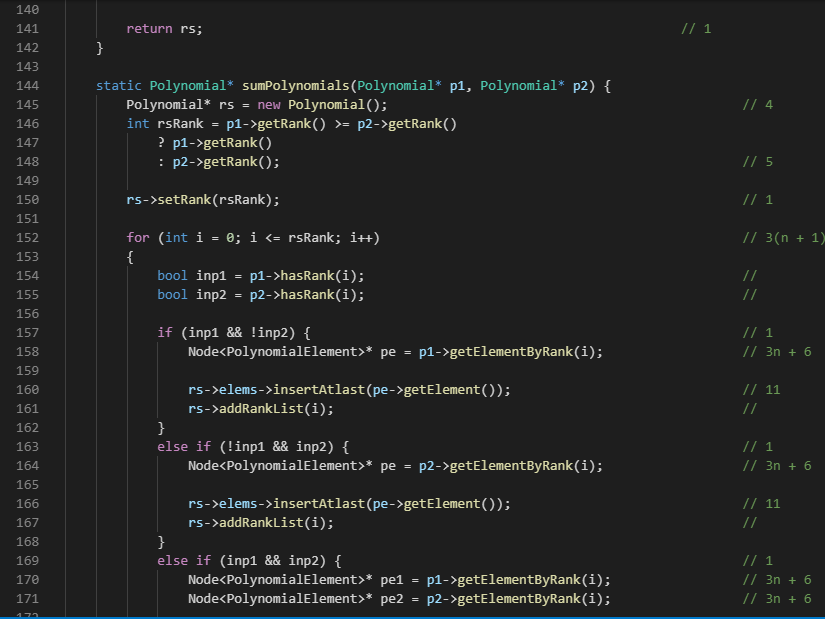 140
141 return rs; // 1
142 }
143
144 static Polynomial* sumPolynomials(Polynomial* p1, Polynomial* p2) {
145 Polynomial* rs = new Polynomial(); // 4
146 int rsRank = p1->getRank() >= p2->getRank()
147 ? p1->getRank()
148 : p2->getRank(); // 5
149
150 rs->setRank(rsRank); // 1
151
152 for (int i = 0; i <= rsRank; i++) // 3(n + 1)
153 {
154 bool inp1 = p1->hasRank(i); //
155 bool inp2 = p2->hasRank(i); //
156
157 if (inp1 && !inp2) { // 1
158 Node<PolynomialElement>* pe = p1->getElementByRank(i); // 3n + 6
159
160 rs->elems->insertAtlast(pe->getElement()); // 11
161 rs->addRankList(i); //
162 }
163 else if (!inp1 && inp2) { // 1
164 Node<PolynomialElement>* pe = p2->getElementByRank(i); // 3n + 6
165
166 rs->elems->insertAtlast(pe->getElement()); // 11
167 rs->addRankList(i); //
168 }
169 else if (inp1 && inp2) { // 1
170 Node<PolynomialElement>* pe1 = p1->getElementByRank(i); // 3n + 6
171 Node<PolynomialElement>* pe2 = p2->getElementByRank(i); // 3n + 6